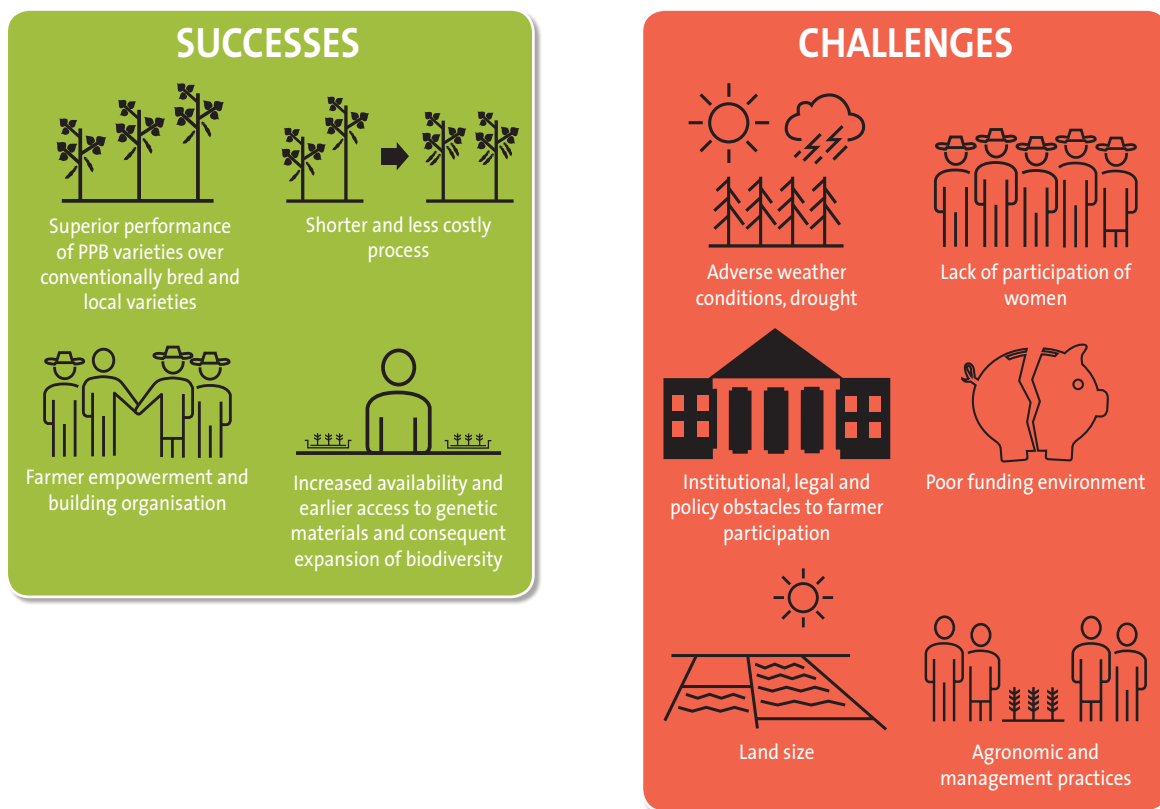 SUCCESSES
Superior performance
of PPB varieties over
conventionally bred and
local varieties
Shorter and less costly
process
Farmer empowerment and
building organisation
Increased availability and
earlier access to genetic
materials and consequent
expansion of biodiversity
CHALLENGES
Adverse weather
conditions, drought
Lack of participation of
women
Institutional, legal and
policy obstacles to farmer
participation
Poor funding environment
Land size
Agronomic and
management practices